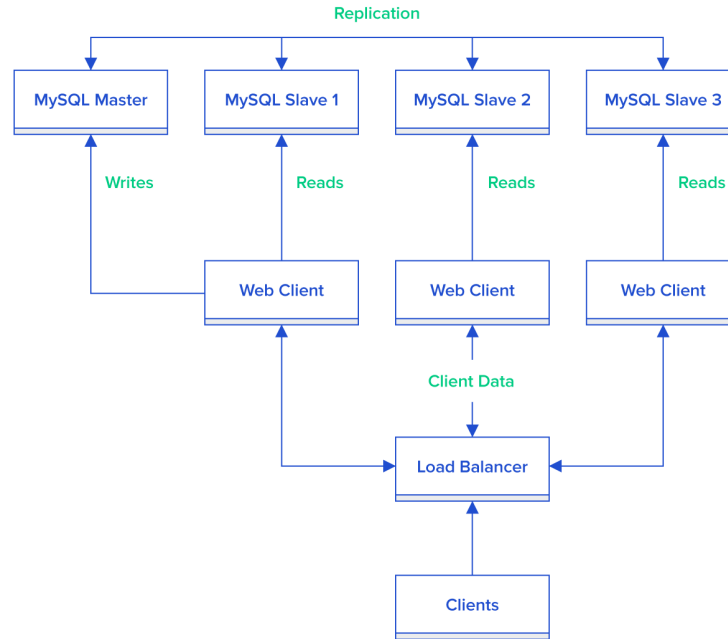 Replication
MySQL Master
MySQL Slave 1
MySQL Slave 2
MySQL Slave 3
Writes
Reads
Reads
Reads
Web Client
Web Client
Web Client
Client Data
Load Balancer
Clients